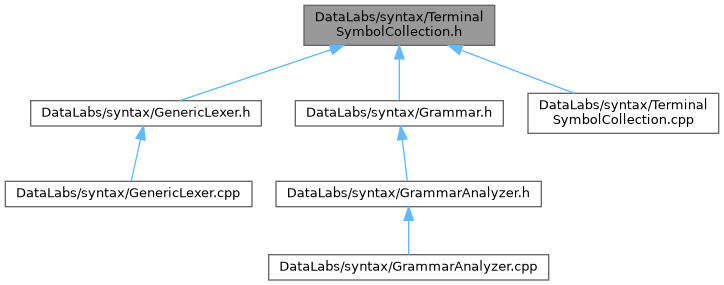 DataLabs/syntax/Terminal
SymbolCollection.h
DataLabs/syntax/GenericLexer.h
DataLabs/syntax/Grammar.h
DataLabs/syntax/Terminal
SymbolCollection.cpp
DataLabs/syntax/GenericLexer.cpp
DataLabs/syntax/GrammarAnalyzer.h
DataLabs/syntax/GrammarAnalyzer.cpp